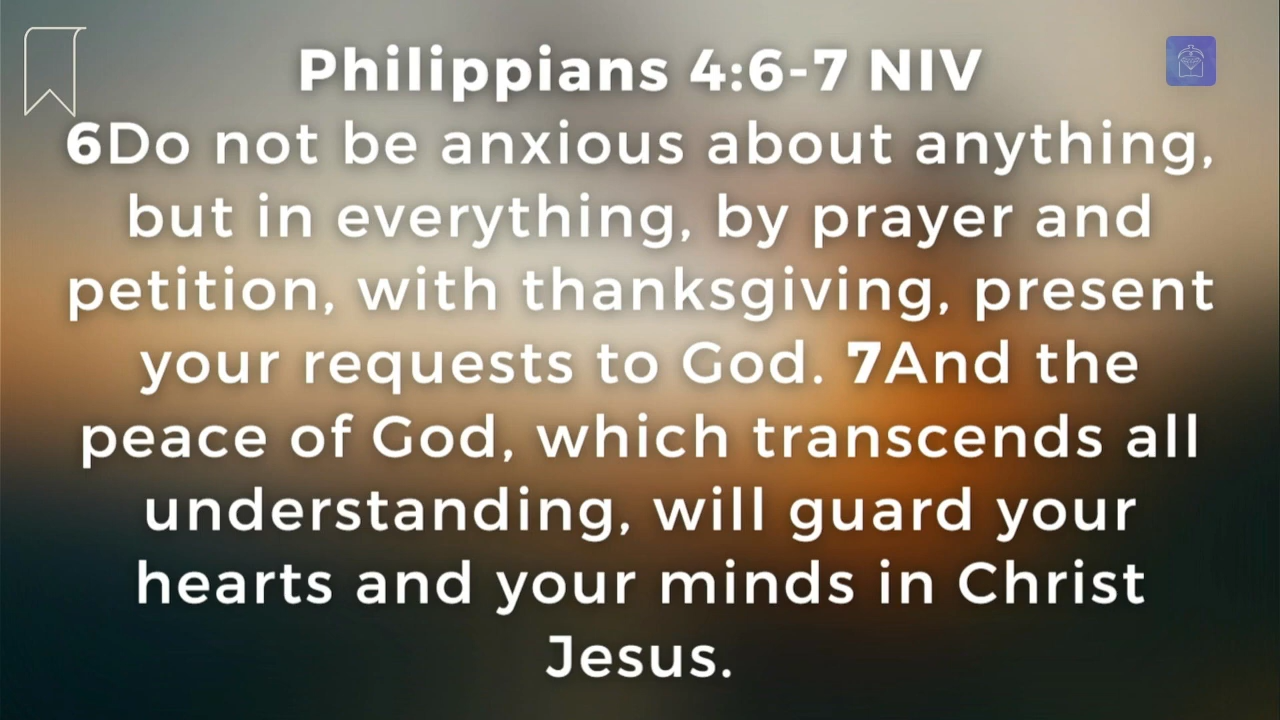 Philippians 4:6-7 NIV
6Do not be anxious about anything,
but in everything, by prayer and
petition, with thanksgiving, present
your requests to God. 7And the
peace of God, which transcends all
understanding, will guard your
hearts and your minds in Christ
Jesus.